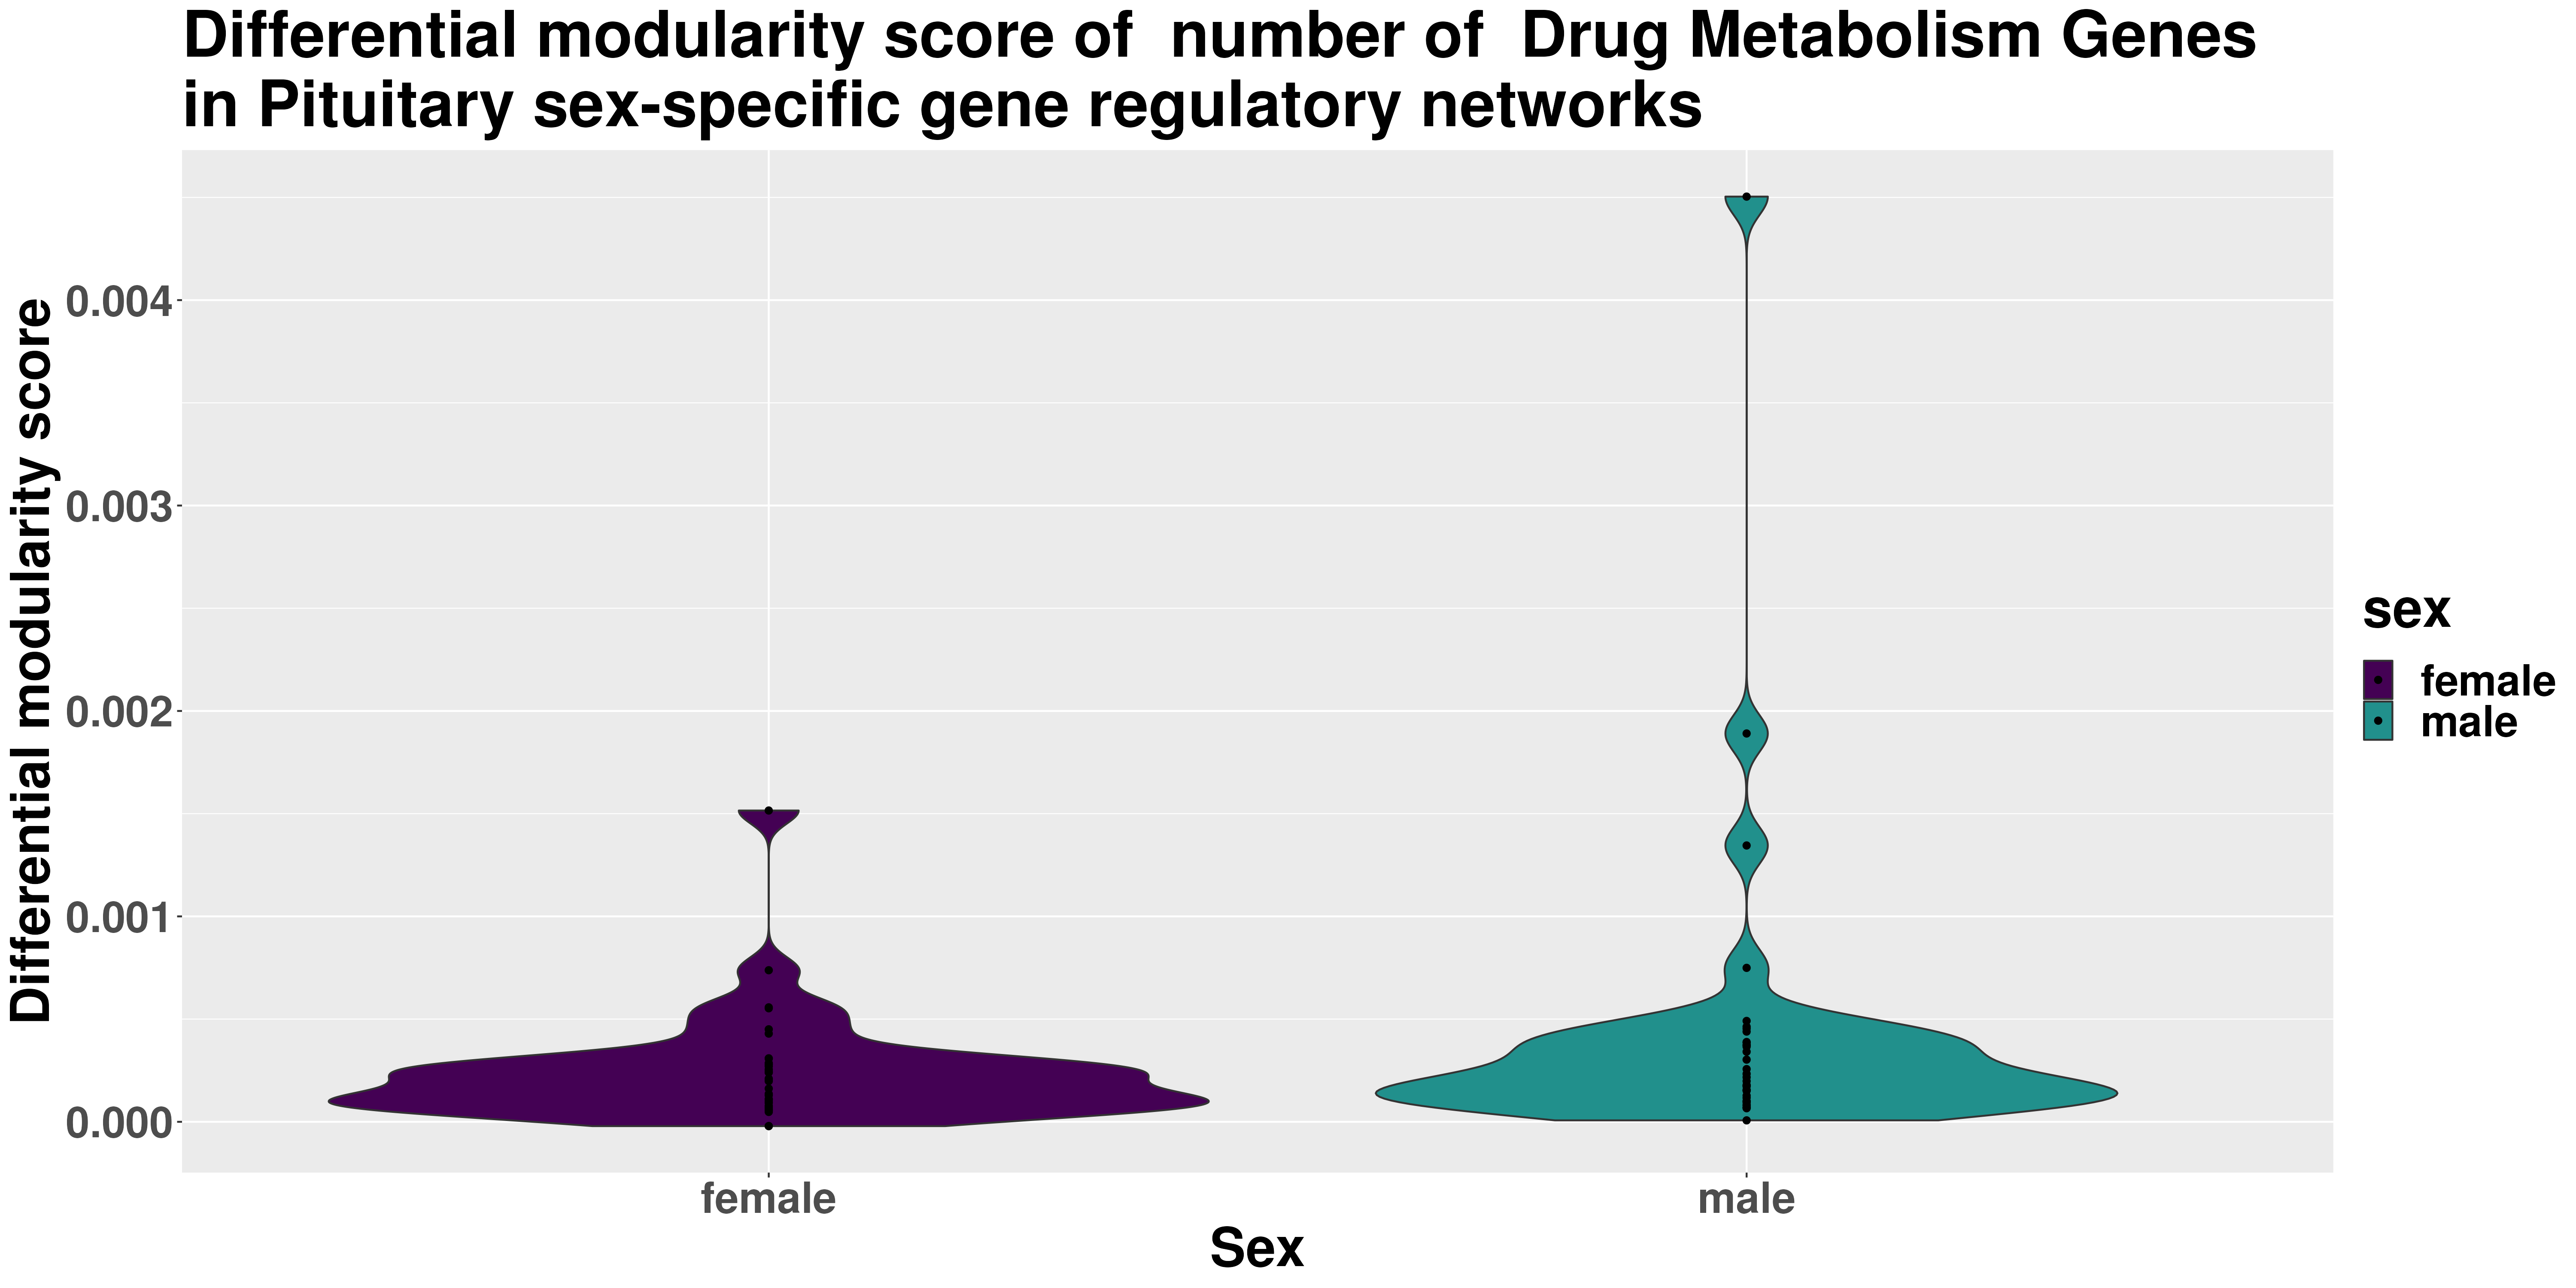 Differential modularity score of  number of  Drug Metabolism Genes
in Pituitary sex-specific gene regulatory networks
Differential modularity score
0.004
0.003
0.002
0.001
0.000
female
male
Sex
sex
female
male